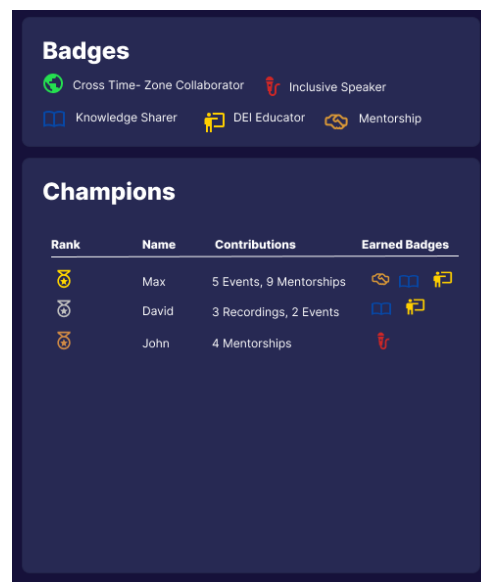 Badges
Cross Time- Zone Collaborator Inclusive Speaker
Knowledge Sharer DEI Educator Mentorship
Champions
Rank Name Contributions Earned Badges
Max 5 Events, 9 Mentorships
David 3 Recordings, 2 Events
John 4 Mentorships